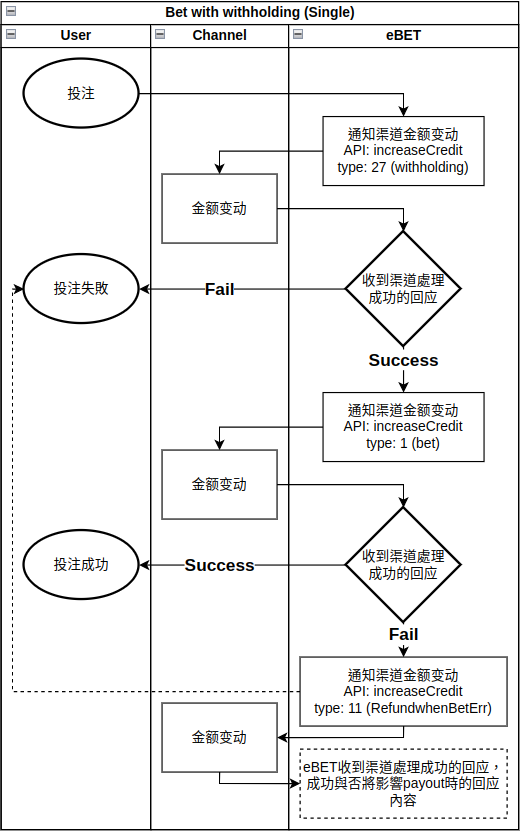 Bet with withholding (Single)
User
Channel
eBET
投注
通知渠道金额变动
API: increaseCredit
type: 27 (withholding)
金额变动
收到渠道處理
成功的回应
投注失敗
Fail
Success
通知渠道金额变动
API: increaseCredit
type: 1 (bet)
金额变动
收到渠道處理
成功的回应
投注成功
Success
Fail
通知渠道金额变动
API: increaseCredit
type: 11 (RefundwhenBetErr)
金额变动
eBET收到渠道處理成功的回应，
成功與否將影響payout時的回应
內容